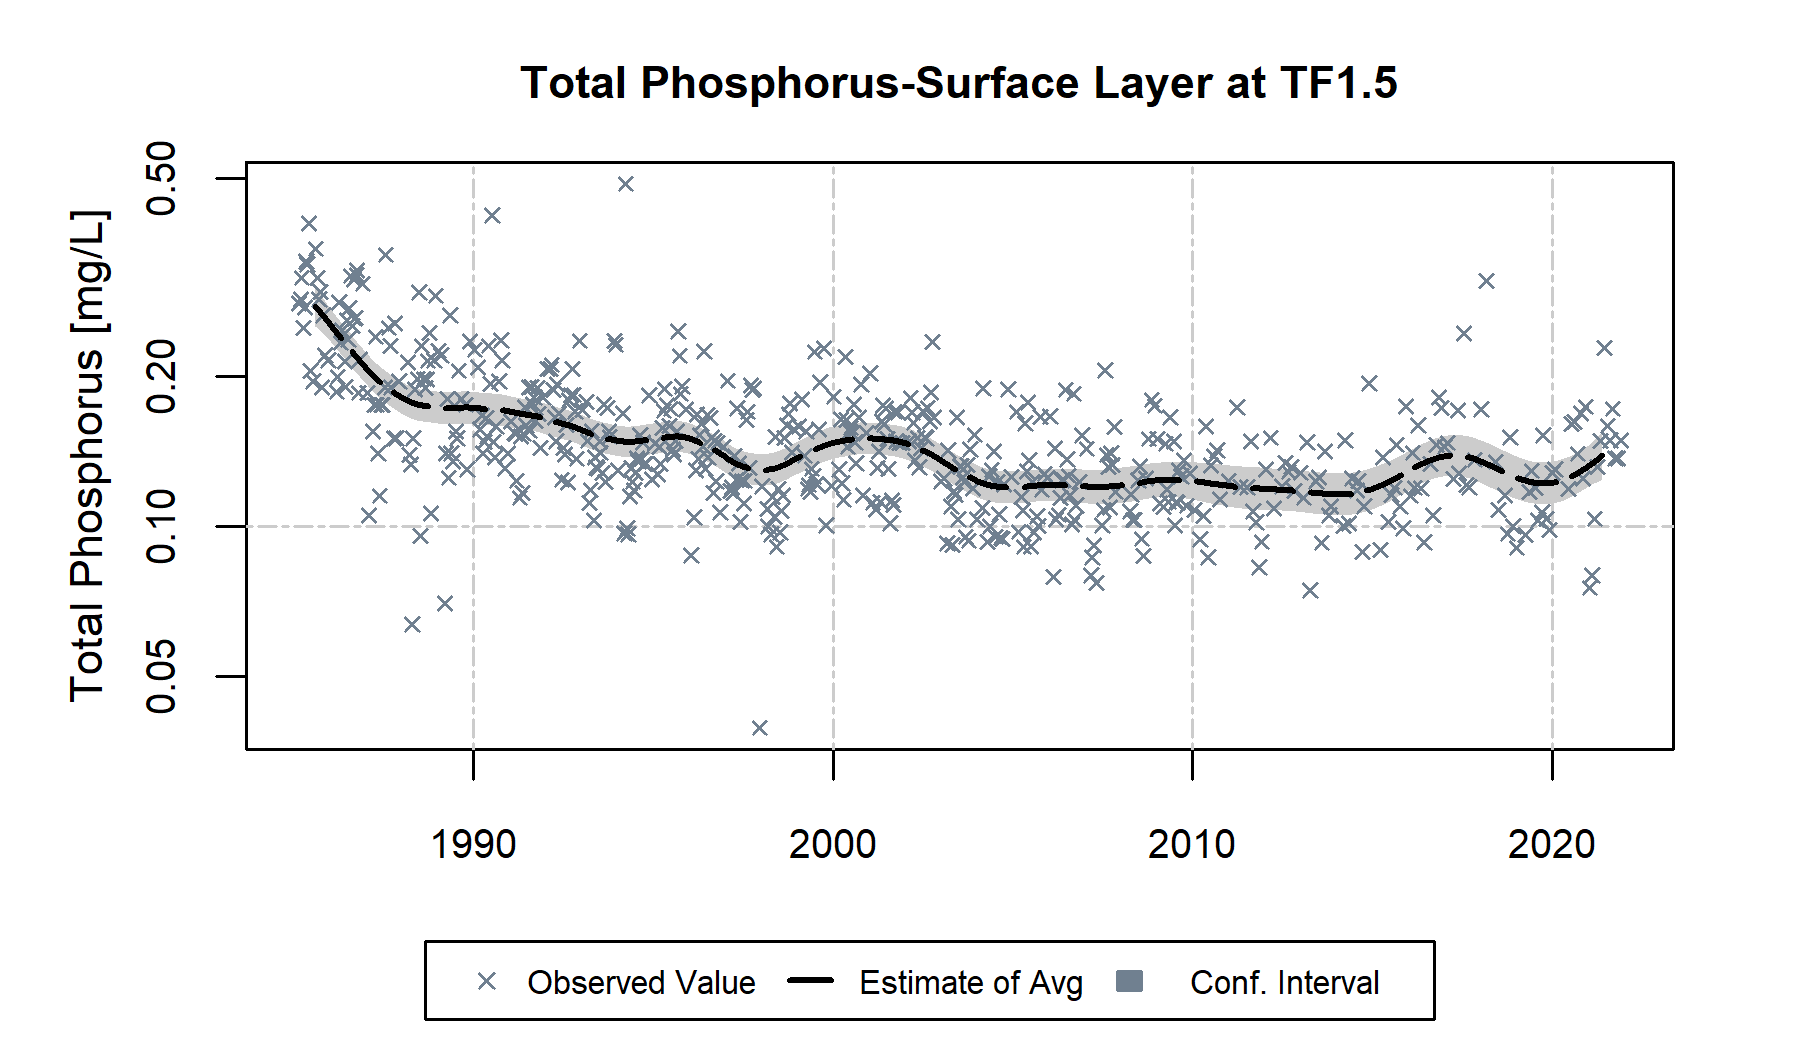 Total Phosphorus-Surface Layer at TF1.5
Total Phosphorus [mg/L]
0.50
0.20
0.10
0.05
1990 2000 2010 2020
Observed Value Estimate of Avg Conf. Interval